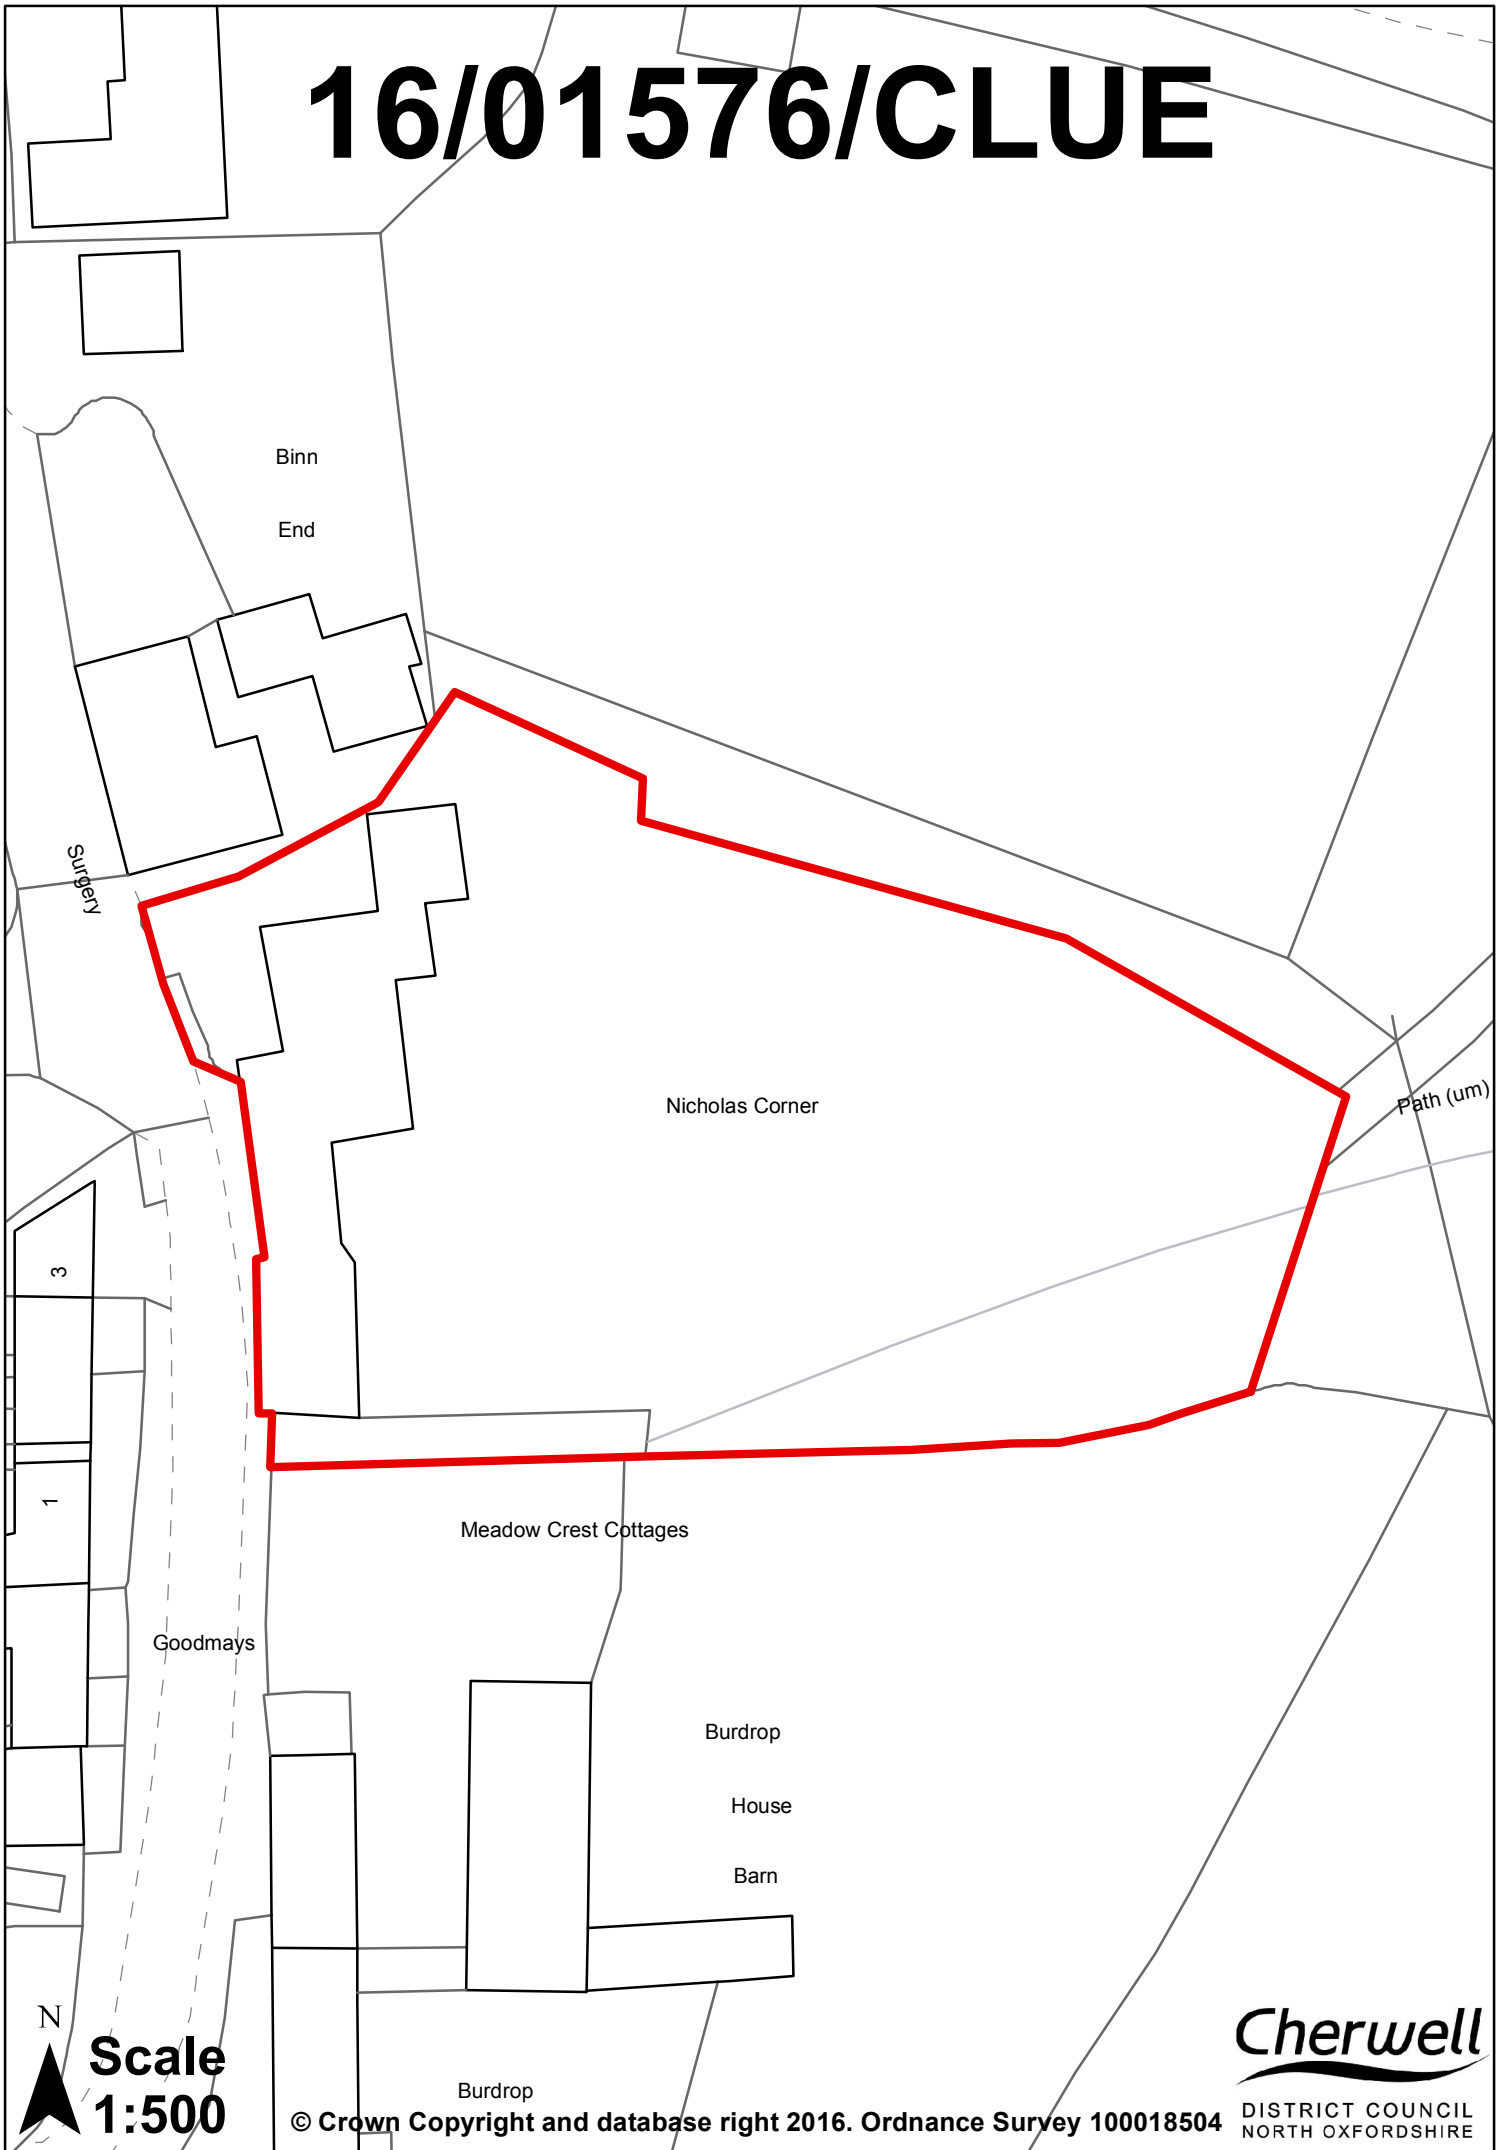 16/01576/CLUE
Binn
End
Surgery
Nicholas Corner
Path (um)
3
1
Meadow Crest Cottages
Goodmays
Burdrop
House
Barn
N
Scale
1:500
Burdrop
© Crown Copyright and database right 2016. Ordnance Survey 100018504
Cherwell
DISTRICT COUNCIL
NORTH OXFORDSHIRE